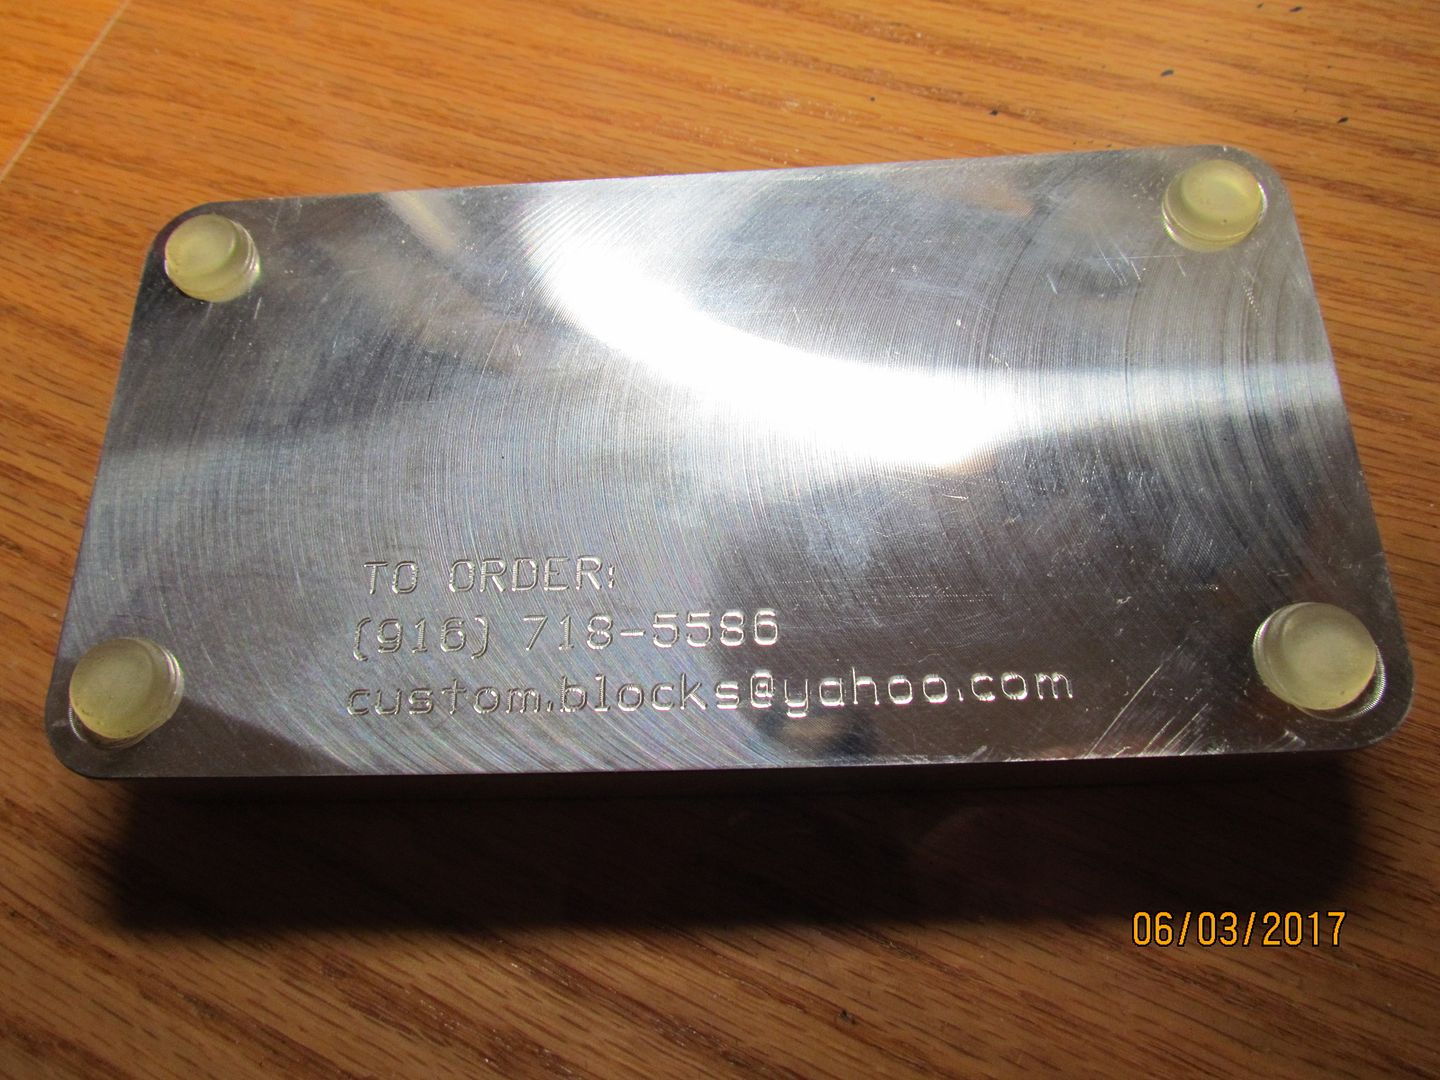 TO ORDER:
(916) 718-5586
custom.blocks@yahoo.com
06/03/2017